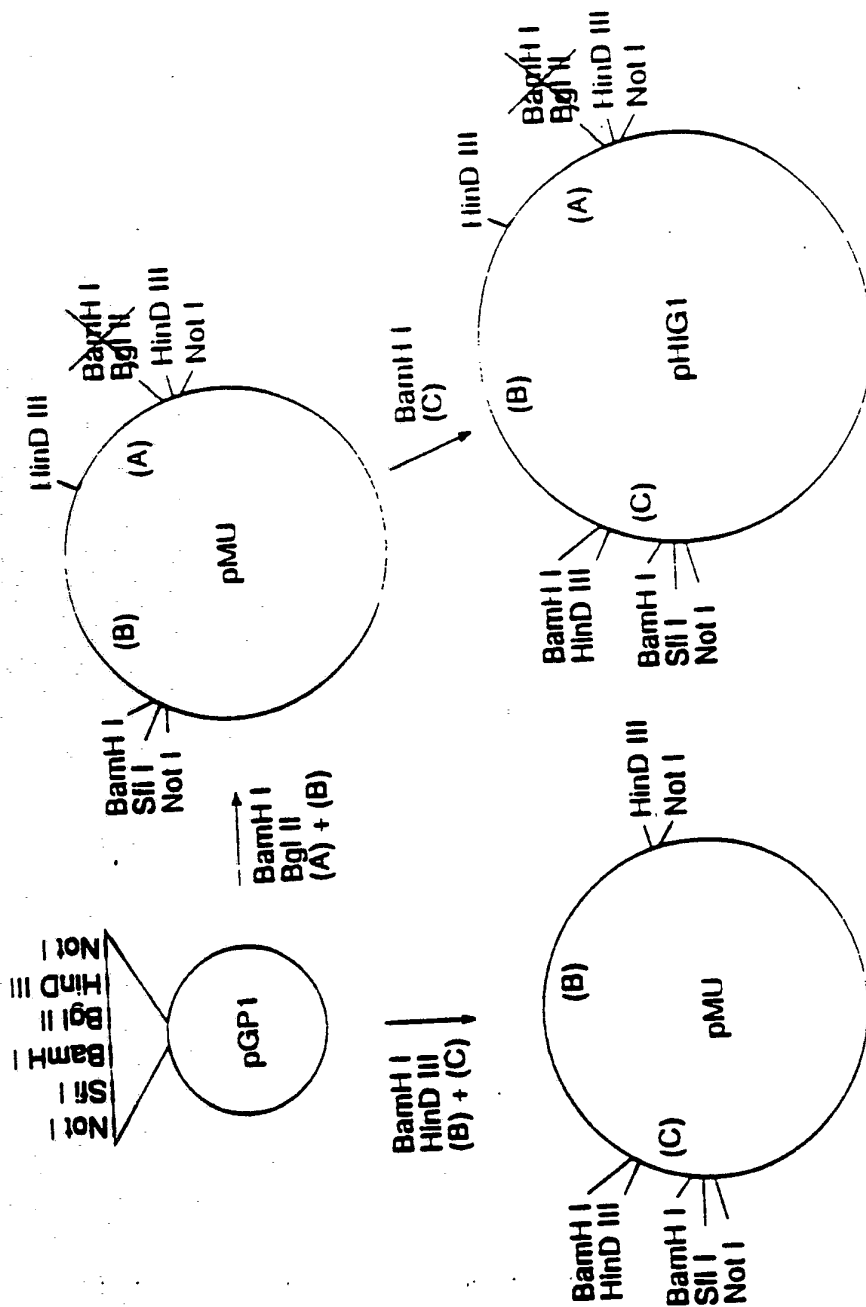 Not I
Sfi I
BamH I
Bgl II
HinD III
Not I
pGP1
BamH I
Bgl II
(A) + (B)
BamH I
Sfi I
Not I
(B)
HinD III
(A)
BamH I
Bgl II
HinD III
Not I
pMU
BamH I
HinD III
(B) + (C)
BamH I
(C)
BamH I
HinD III
(C)
BamH I
Sfi I
Not I
(B)
HinD III
Not I
pMU
BamH I
HinD III
(C)
BamH I
Sfi I
Not I
(B)
HinD III
(A)
BamH I
Bgl II
HinD III
Not I
pHIG1